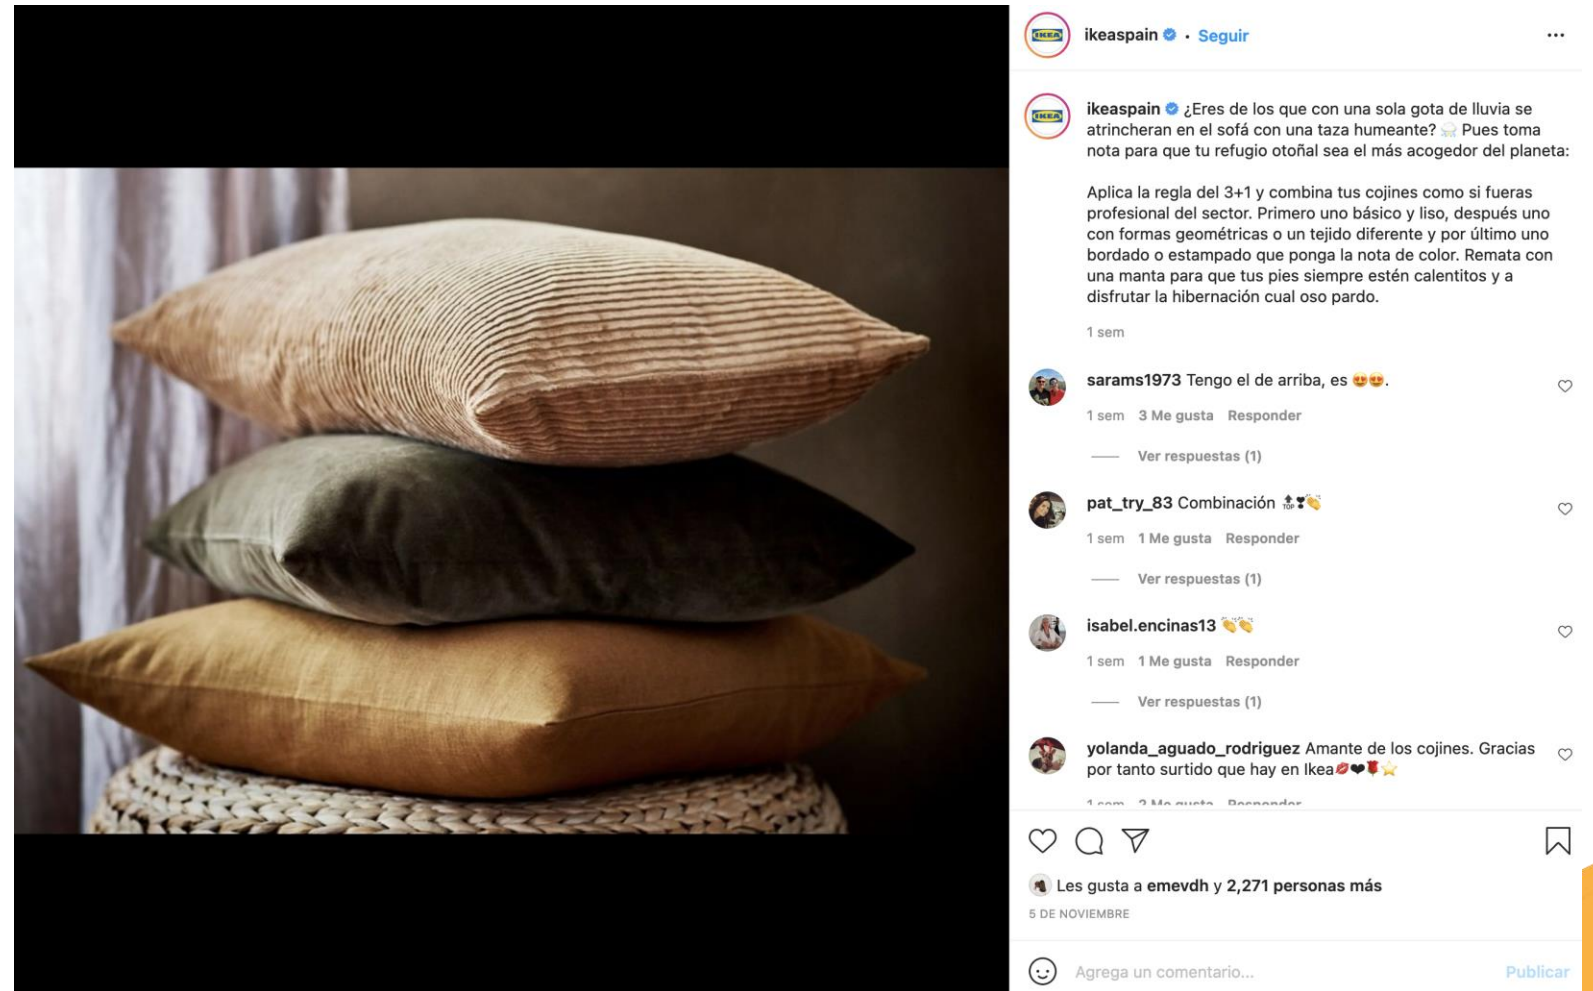 IKEA
ikeaspain • Seguir
IKEA
ikeaspain ¿Eres de los que con una sola gota de lluvia se
atrincheran en el sofá con una taza humeante? 🌧️ Pues toma
nota para que tu refugio otoñal sea el más acogedor del planeta:
Aplica la regla del 3+1 y combina tus cojines como si fueras
profesional del sector. Primero uno básico y liso, después uno
con formas geométricas o un tejido diferente y por último uno
bordado o estampado que ponga la nota de color. Remata con
una manta para que tus pies siempre estén calentitos y a
disfrutar la hibernación cual oso pardo.
1 sem
sarams1973 Tengo el de arriba, es 😍😍.
1 sem 3 Me gusta Responder
Ver respuestas (1)
pat_try_83 Combinación 🔝❣👏
1 sem 1 Me gusta Responder
Ver respuestas (1)
isabel.encinas13 👏👏
1 sem 1 Me gusta Responder
Ver respuestas (1)
yolanda_aguado_rodriguez Amante de los cojines. Gracias
por tanto surtido que hay en Ikea💋❤🌹⭐
1 sem 2 Me gusta Responder
Les gusta a emevdh y 2,271 personas más
5 DE NOVIEMBRE
Agrega un comentario... Publicar